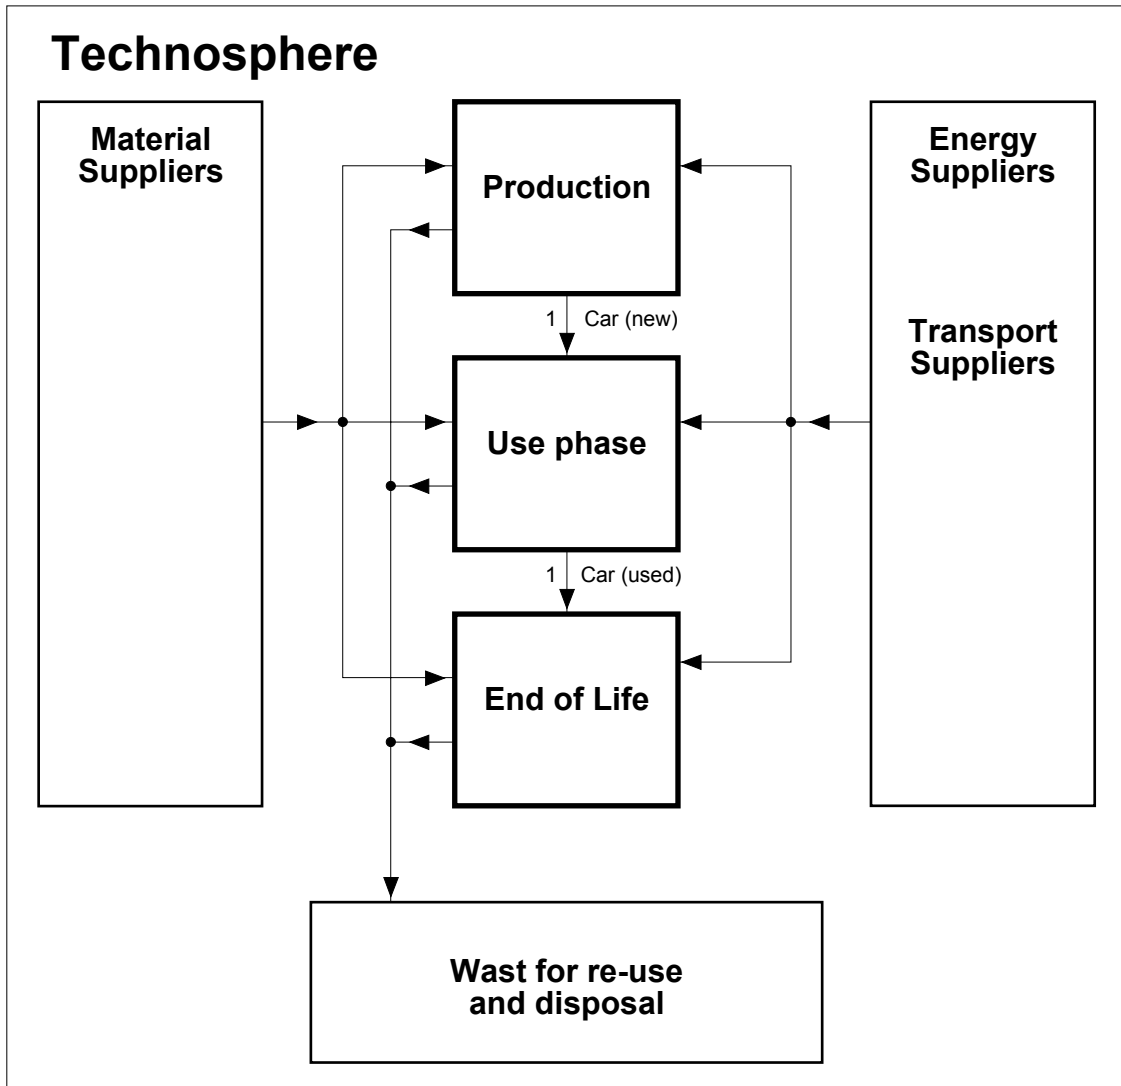 Technosphere
Material
Suppliers
Production
Energy
Suppliers
Transport
Suppliers
1 Car (new)
Use phase
1 Car (used)
End of Life
Wast for re-use
and disposal